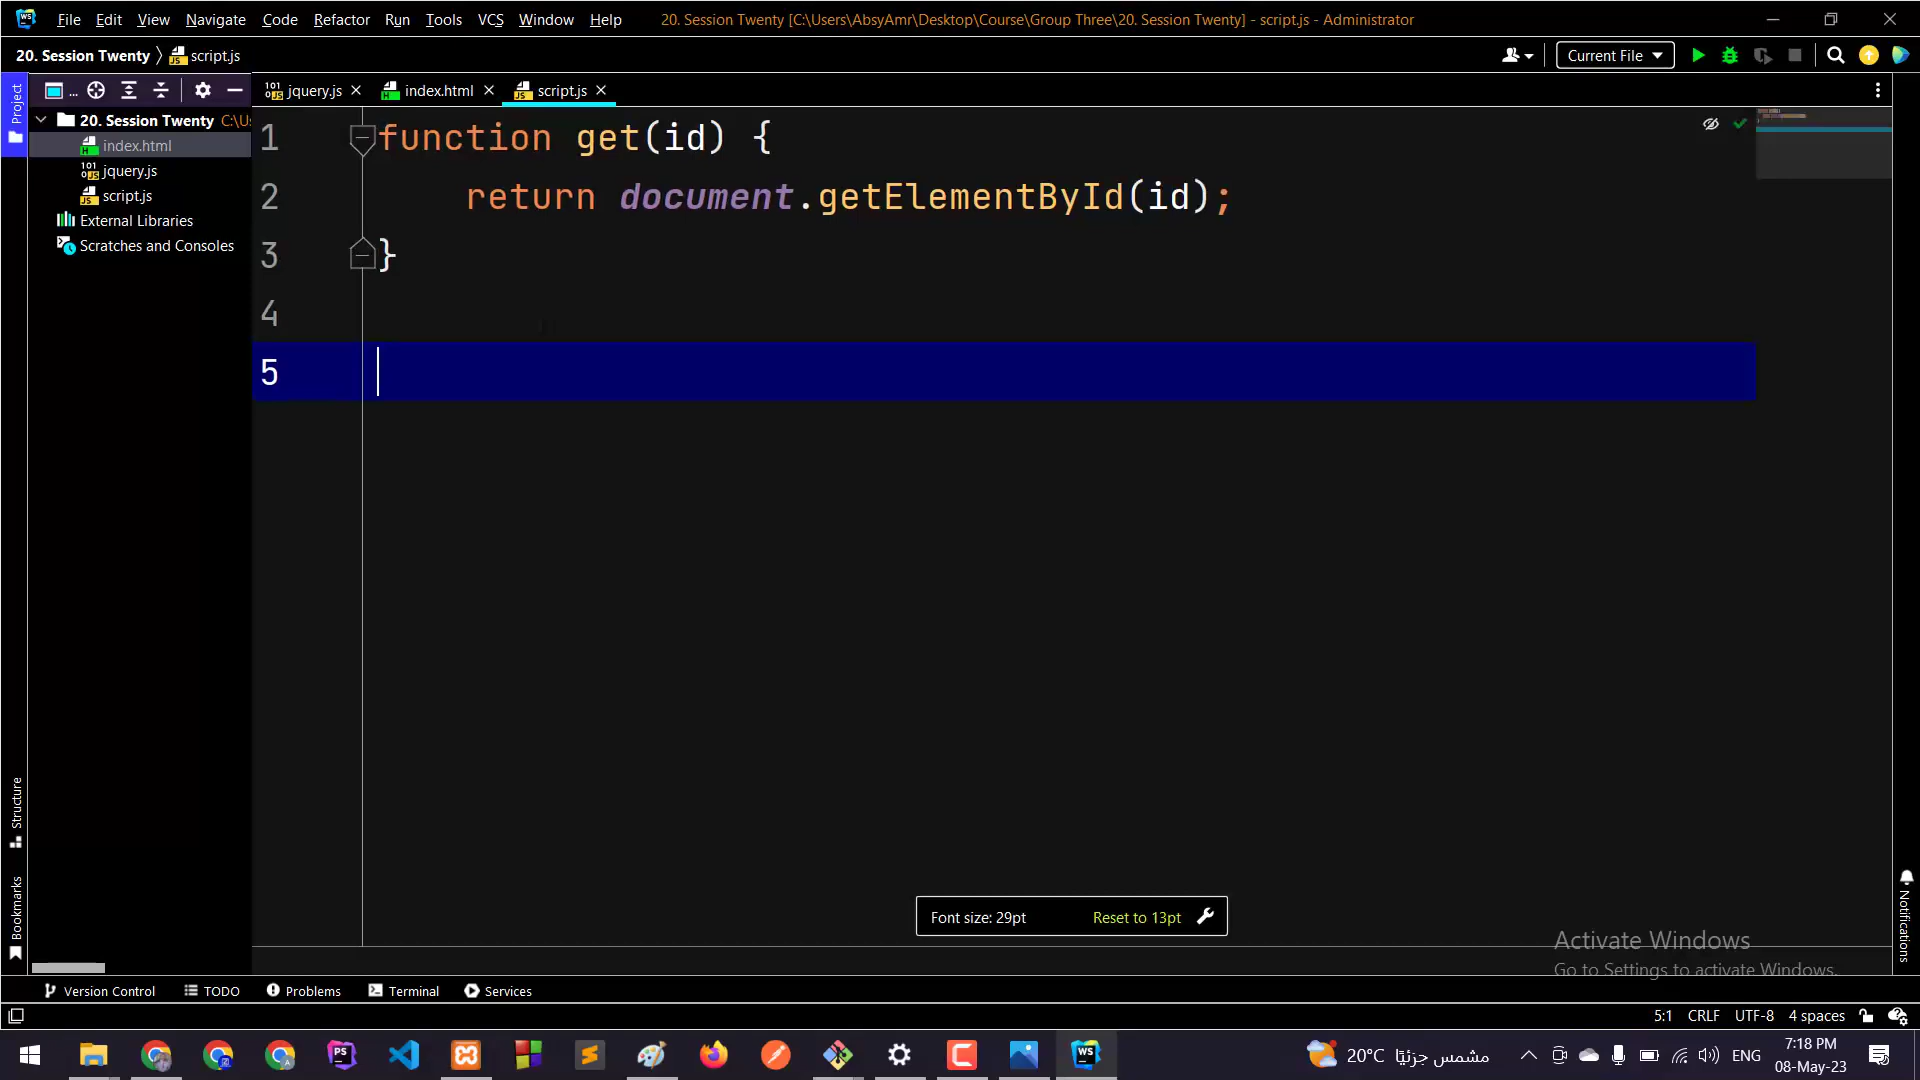 File Edit View Navigate Code Refactor Run Tools VCS Window Help 20. Session Twenty [C:\Users\AbsyAmr\Desktop\Course\Group Three\20. Session Twenty] - script.js - Administrator
20. Session Twenty script.js Current File
Project ... jquery.js index.html script.js
20. Session Twenty C:\Us
index.html
jquery.js
script.js
External Libraries
Scratches and Consoles
1 function get(id) {
2 return document.getElementById(id);
3 }
4
5
Structure
Bookmarks
Notifications
Font size: 29pt Reset to 13pt
Activate Windows
Go to Settings to activate Windows.
Version Control TODO Problems Terminal Services
5:1 CRLF UTF-8 4 spaces
20°C مشمس جزئيًا ENG 7:18 PM
08-May-23